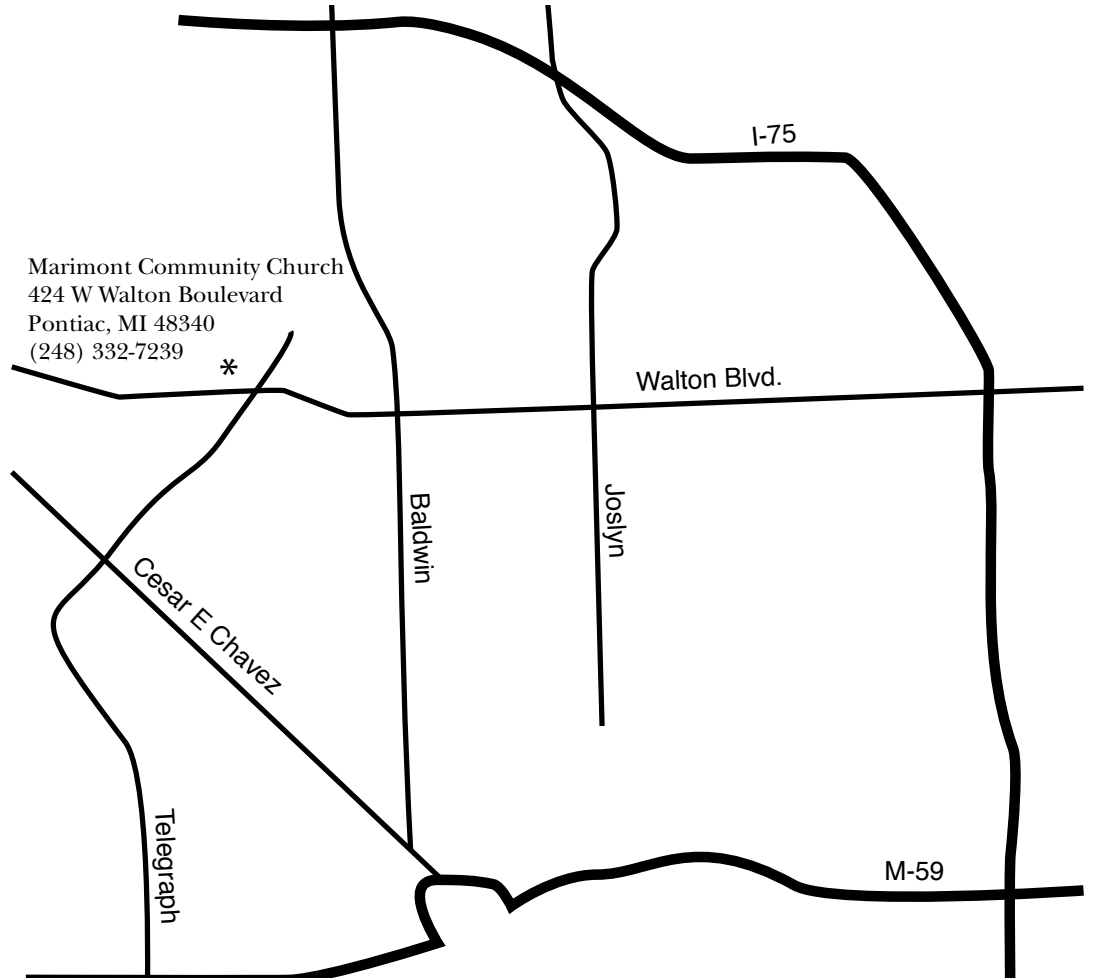 I-75
Marimont Community Church
424 W Walton Boulevard
Pontiac, MI 48340
(248) 332-7239
*
Walton Blvd.
Baldwin
Joslyn
Cesar E Chavez
Telegraph
M-59